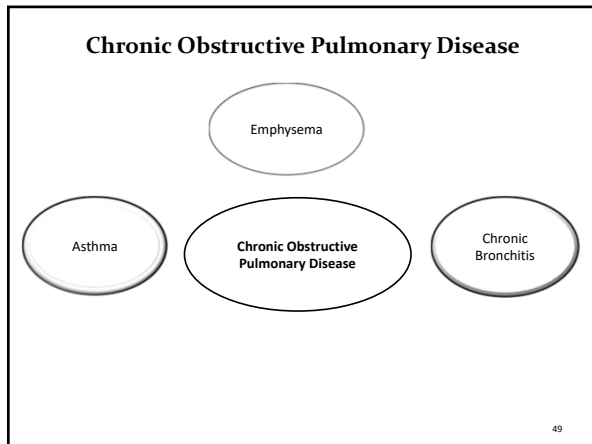 Chronic Obstructive Pulmonary Disease
Emphysema
Asthma
Chronic Obstructive
Pulmonary Disease
Chronic
Bronchitis
49